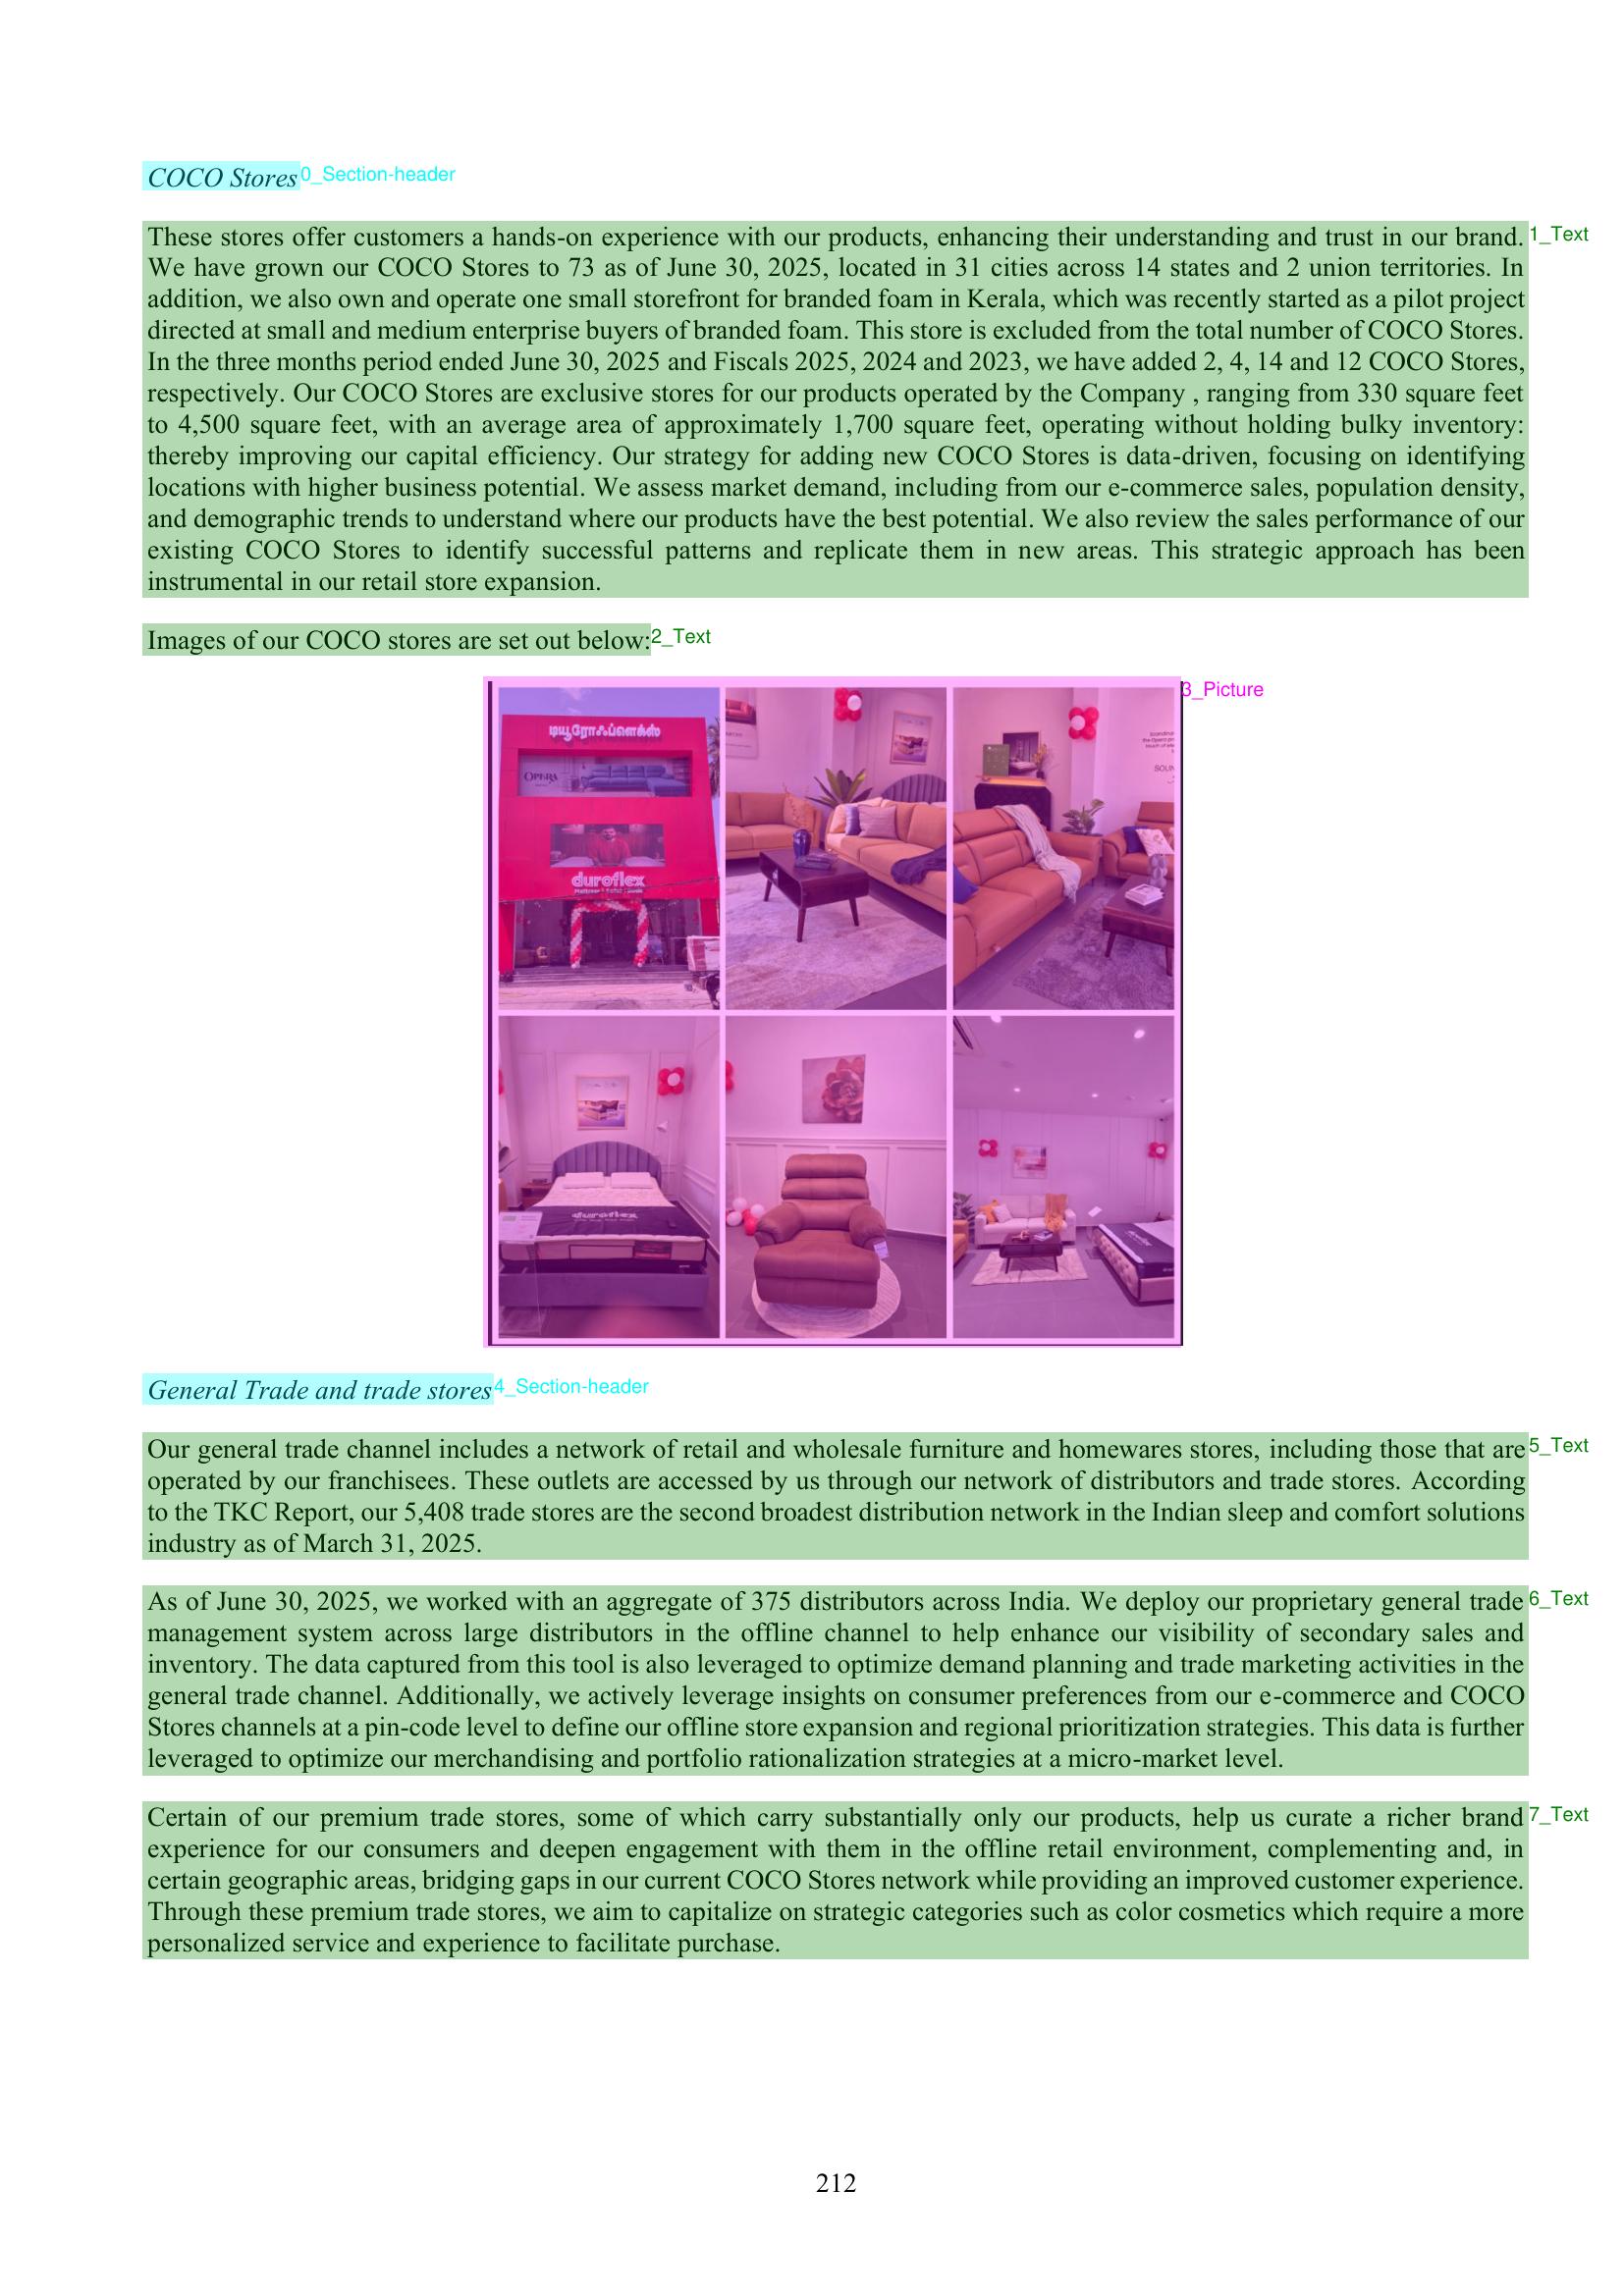 COCO Stores 0_Section-header
These stores offer customers a hands-on experience with our products, enhancing their understanding and trust in our brand. 1_Text
We have grown our COCO Stores to 73 as of June 30, 2025, located in 31 cities across 14 states and 2 union territories. In
addition, we also own and operate one small storefront for branded foam in Kerala, which was recently started as a pilot project
directed at small and medium enterprise buyers of branded foam. This store is excluded from the total number of COCO Stores.
In the three months period ended June 30, 2025 and Fiscals 2025, 2024 and 2023, we have added 2, 4, 14 and 12 COCO Stores,
respectively. Our COCO Stores are exclusive stores for our products operated by the Company , ranging from 330 square feet
to 4,500 square feet, with an average area of approximately 1,700 square feet, operating without holding bulky inventory:
thereby improving our capital efficiency. Our strategy for adding new COCO Stores is data-driven, focusing on identifying
locations with higher business potential. We assess market demand, including from our e-commerce sales, population density,
and demographic trends to understand where our products have the best potential. We also review the sales performance of our
existing COCO Stores to identify successful patterns and replicate them in new areas. This strategic approach has been
instrumental in our retail store expansion.
Images of our COCO stores are set out below: 2_Text
3_Picture
டியூரோஃப்ளெக்ஸ்
OPERA
duroflex
duroflex
General Trade and trade stores 4_Section-header
Our general trade channel includes a network of retail and wholesale furniture and homewares stores, including those that are 5_Text
operated by our franchisees. These outlets are accessed by us through our network of distributors and trade stores. According
to the TKC Report, our 5,408 trade stores are the second broadest distribution network in the Indian sleep and comfort solutions
industry as of March 31, 2025.
As of June 30, 2025, we worked with an aggregate of 375 distributors across India. We deploy our proprietary general trade 6_Text
management system across large distributors in the offline channel to help enhance our visibility of secondary sales and
inventory. The data captured from this tool is also leveraged to optimize demand planning and trade marketing activities in the
general trade channel. Additionally, we actively leverage insights on consumer preferences from our e-commerce and COCO
Stores channels at a pin-code level to define our offline store expansion and regional prioritization strategies. This data is further
leveraged to optimize our merchandising and portfolio rationalization strategies at a micro-market level.
Certain of our premium trade stores, some of which carry substantially only our products, help us curate a richer brand 7_Text
experience for our consumers and deepen engagement with them in the offline retail environment, complementing and, in
certain geographic areas, bridging gaps in our current COCO Stores network while providing an improved customer experience.
Through these premium trade stores, we aim to capitalize on strategic categories such as color cosmetics which require a more
personalized service and experience to facilitate purchase.
212